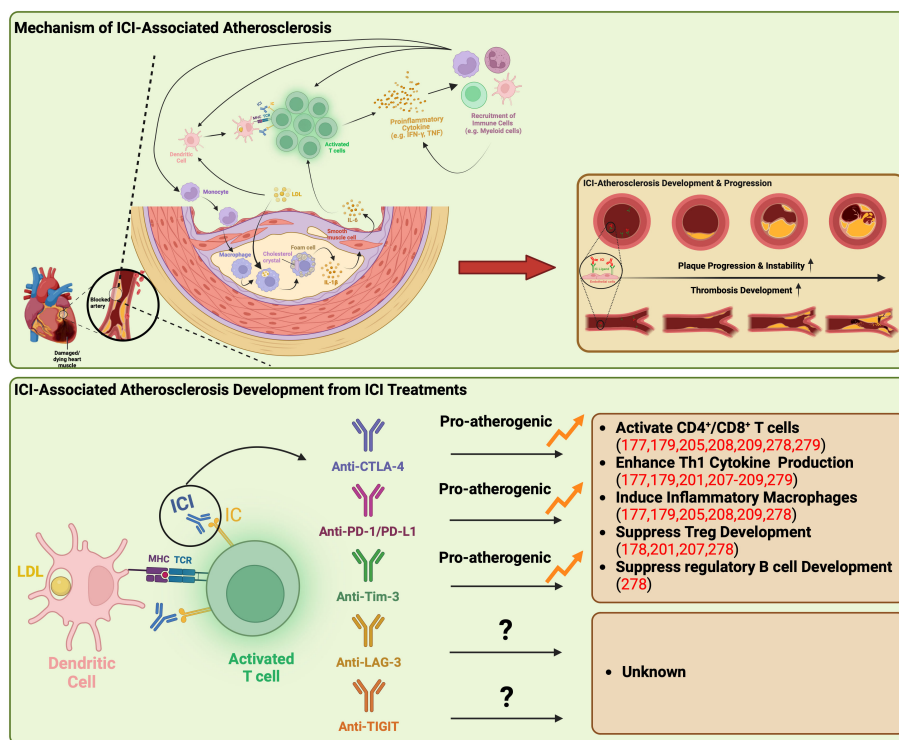 Mechanism of ICI-Associated Atherosclerosis
Dendritic
Cell
MHC TCR
IC
Activated
T cells
Proinflammatory
Cytokine
(e.g. IFN-γ, TNF)
Recruitment of
Immune Cells
(e.g. Myeloid cells)
Monocyte
LDL
IL-6
Smooth
muscle cell
Macrophage
Cholesterol
crystal
Foam cell
IL-1β
Blocked
artery
Damaged/
dying heart
muscle
ICI-Atherosclerosis Development & Progression
Plaque Progression & Instability
Thrombosis Development
Endothelial cells
ICI-Associated Atherosclerosis Development from ICI Treatments
ICI
IC
LDL
MHC TCR
Dendritic
Cell
Activated
T cell
Anti-CTLA-4
Anti-PD-1/PD-L1
Anti-Tim-3
Anti-LAG-3
Anti-TIGIT
Pro-atherogenic
Pro-atherogenic
Pro-atherogenic
?
?
• Activate CD4⁺/CD8⁺ T cells
(177,179,205,208,209,278,279)
• Enhance Th1 Cytokine Production
(177,179,201,207-209,279)
• Induce Inflammatory Macrophages
(177,179,205,208,209,278)
• Suppress Treg Development
(178,201,207,278)
• Suppress regulatory B cell Development
(278)
• Unknown